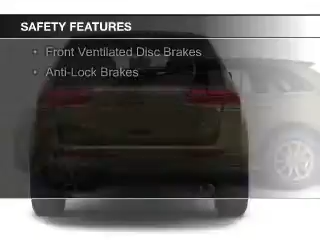 SAFETY FEATURES
• Front Ventilated Disc Brakes
• Anti-Lock Brakes